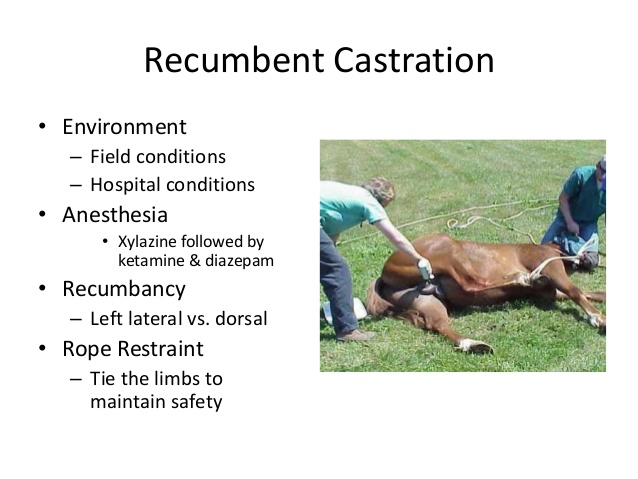 Recumbent Castration
• Environment
– Field conditions
– Hospital conditions
• Anesthesia
• Xylazine followed by
ketamine & diazepam
• Recumbancy
– Left lateral vs. dorsal
• Rope Restraint
– Tie the limbs to
maintain safety